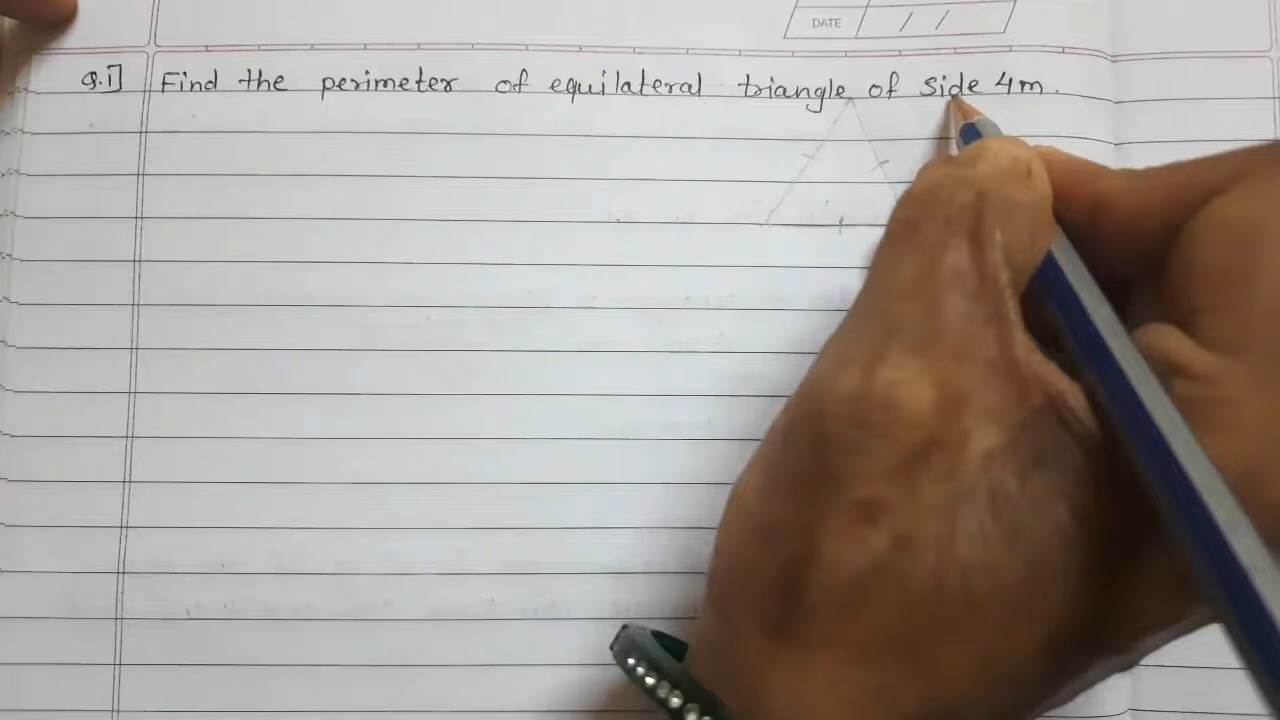 DATE / /
Q.1] Find the perimeter of equilateral triangle of side 4m.